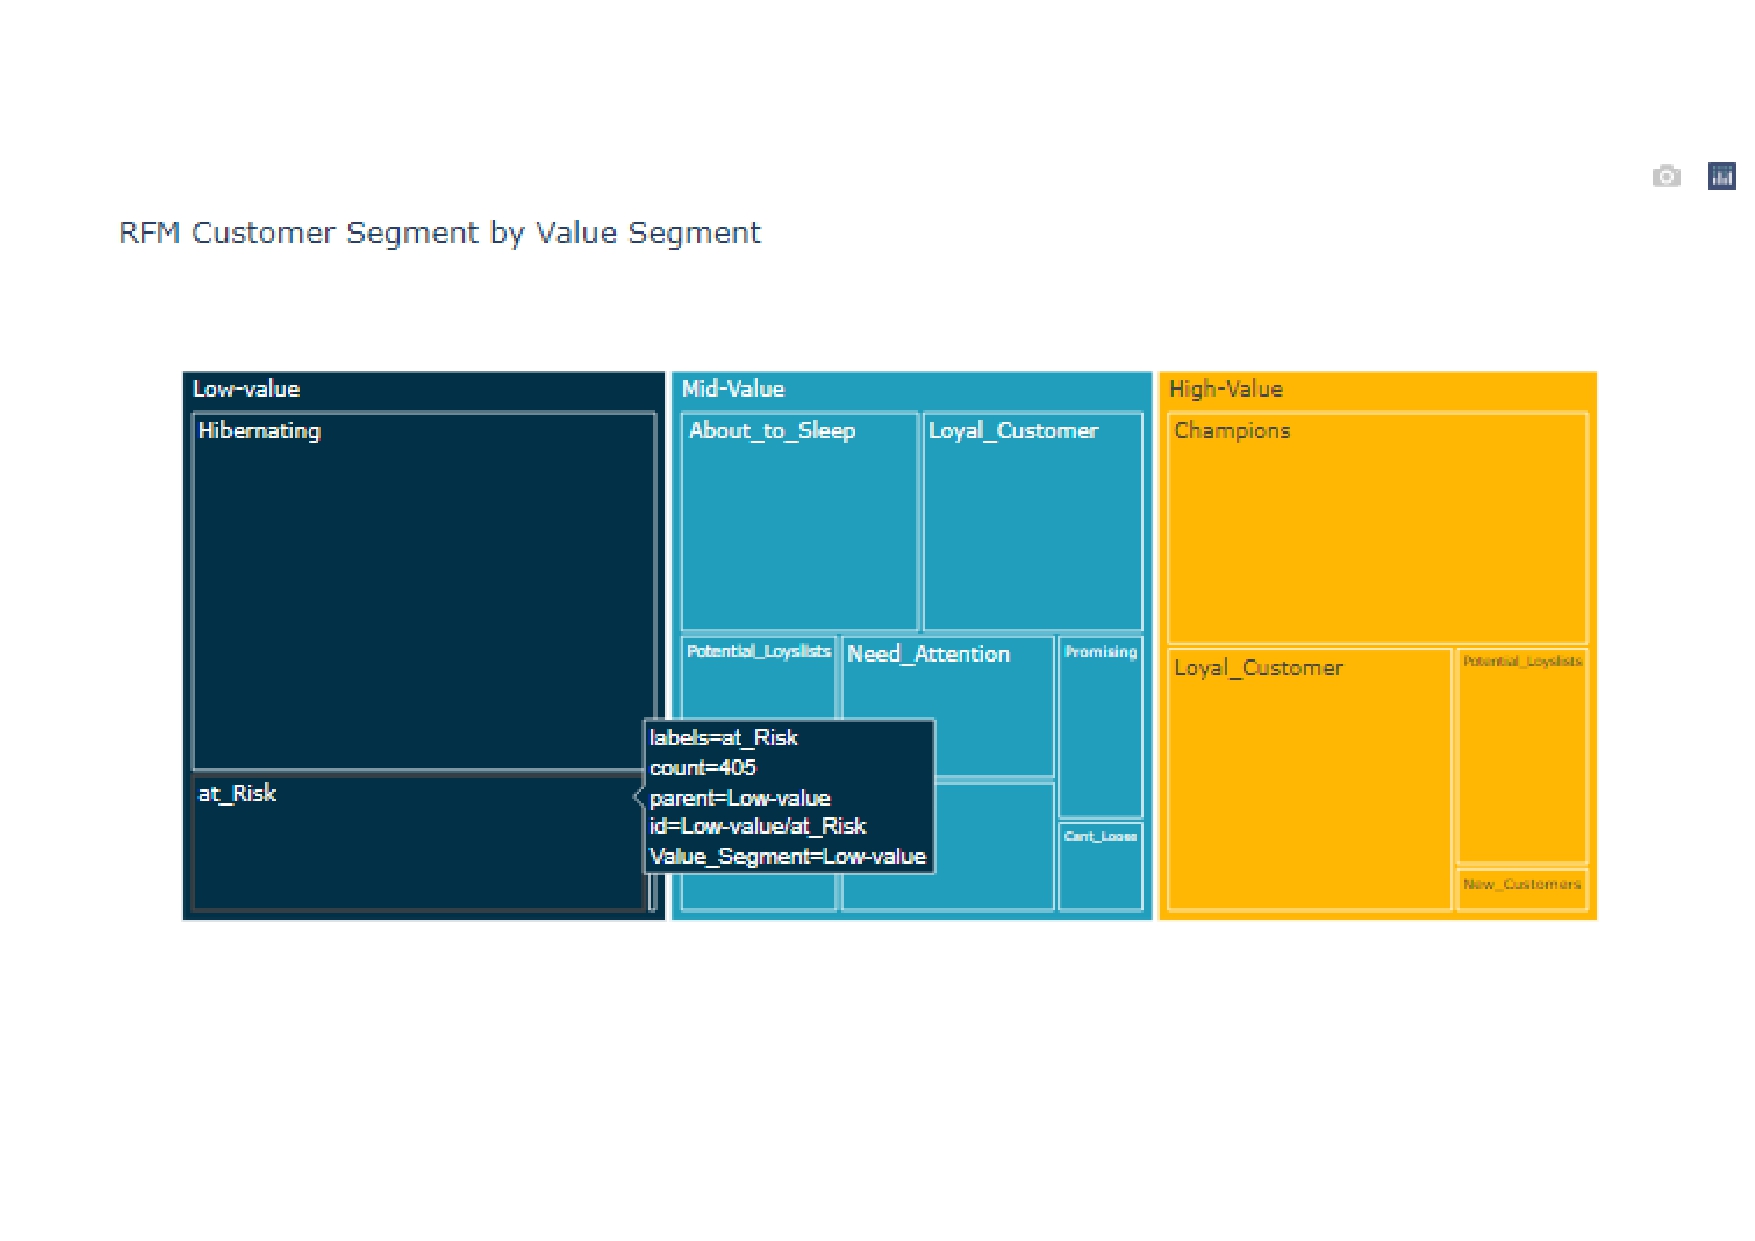 RFM Customer Segment by Value Segment
Low-value
Hibernating
at_Risk
Mid-Value
About_to_Sleep
Loyal_Customer
Potential_Loyslists
Need_Attention
Promising
Cant_Loose
labels=at_Risk
count=405
parent=Low-value
id=Low-value/at_Risk
Value_Segment=Low-value
High-Value
Champions
Loyal_Customer
Potential_Loyslists
New_Customers